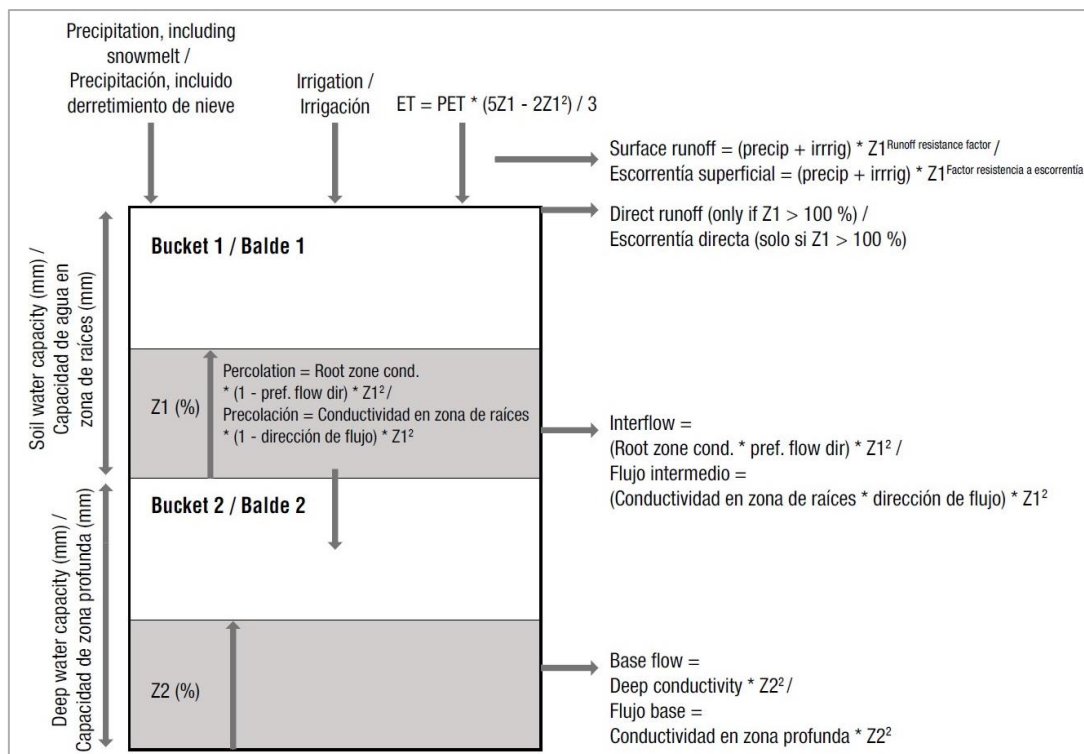 Precipitation, including
snowmelt /
Precipitación, incluido
derretimiento de nieve
Irrigation /
Irrigación
ET = PET * (5Z1 - 2Z1²) / 3
Surface runoff = (precip + irrrig) * Z1^Runoff resistance factor /
Escorrentía superficial = (precip + irrrig) * Z1^Factor resistencia a escorrentía
Direct runoff (only if Z1 > 100 %) /
Escorrentía directa (solo si Z1 > 100 %)
Soil water capacity (mm) /
Capacidad de agua en
zona de raíces (mm)
Bucket 1 / Balde 1
Z1 (%)
Percolation = Root zone cond.
* (1 - pref. flow dir) * Z1² /
Precolación = Conductividad en zona de raíces
* (1 - dirección de flujo) * Z1²
Interflow =
(Root zone cond. * pref. flow dir) * Z1² /
Flujo intermedio =
(Conductividad en zona de raíces * dirección de flujo) * Z1²
Deep water capacity (mm) /
Capacidad de zona profunda (mm)
Bucket 2 / Balde 2
Z2 (%)
Base flow =
Deep conductivity * Z2² /
Flujo base =
Conductividad en zona profunda * Z2²